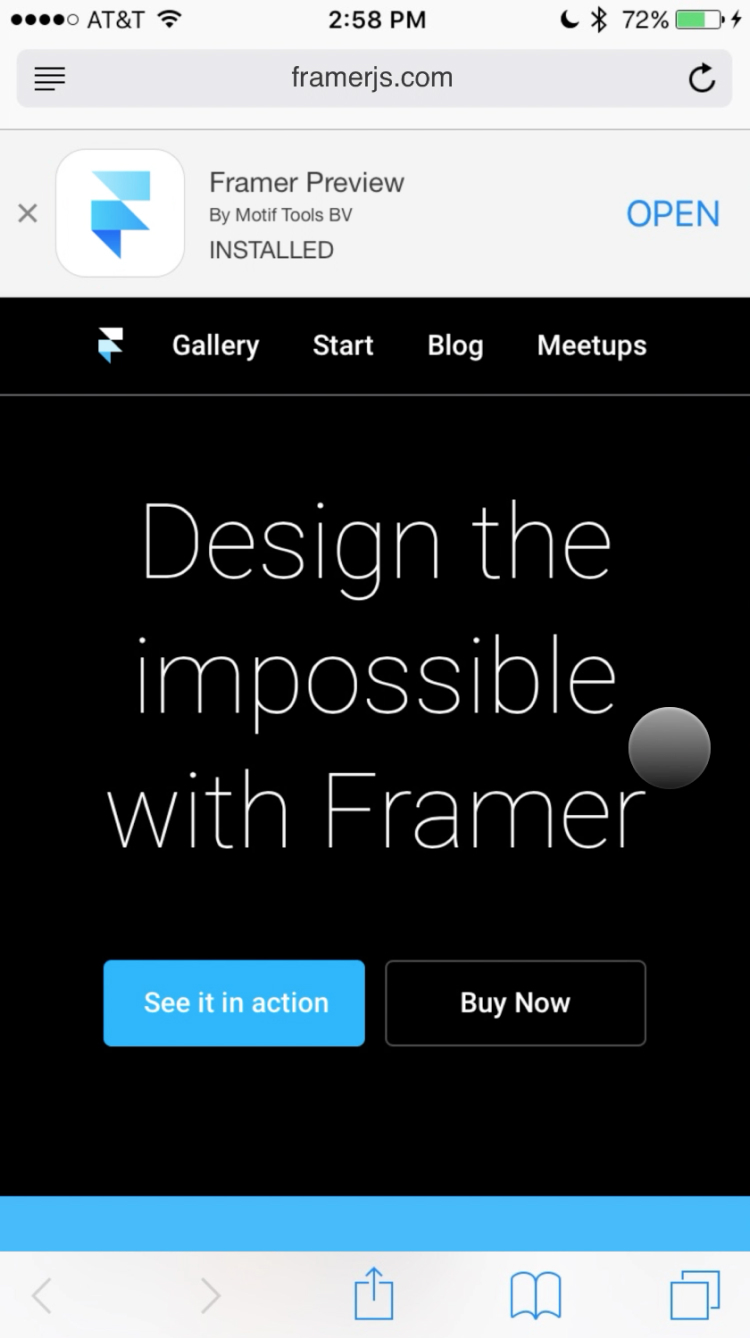 AT&T 2:58 PM 72%
framerjs.com
Framer Preview
By Motif Tools BV
INSTALLED
OPEN
Gallery Start Blog Meetups
Design the
impossible
with Framer
See it in action Buy Now